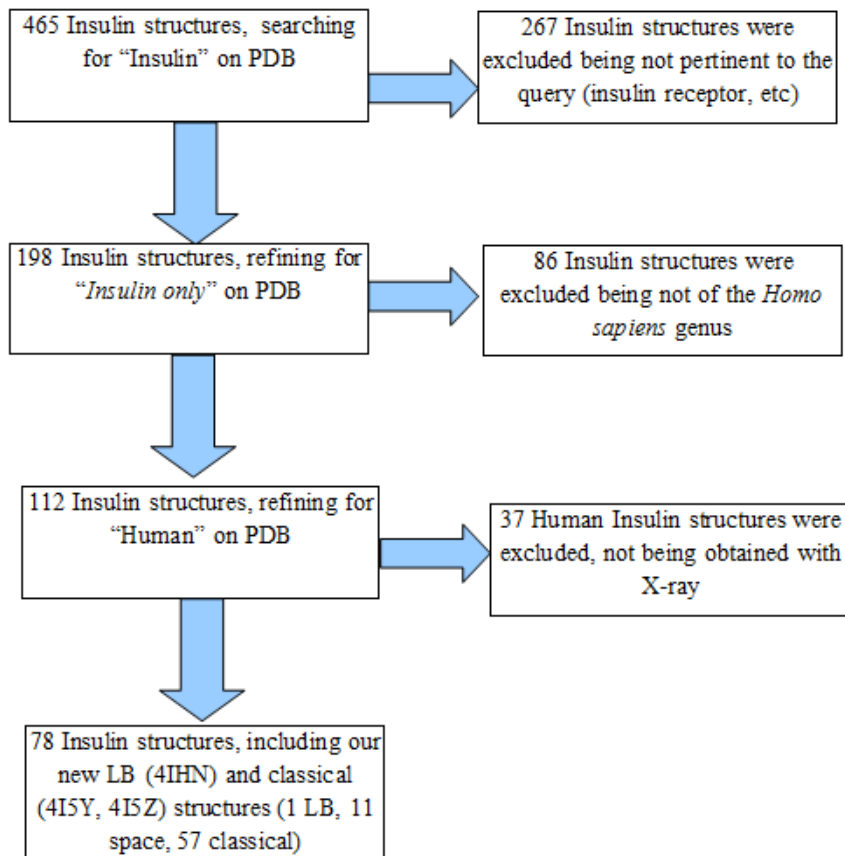 465 Insulin structures, searching
for “Insulin” on PDB
267 Insulin structures were
excluded being not pertinent to the
query (insulin receptor, etc)
198 Insulin structures, refining for
“Insulin only” on PDB
86 Insulin structures were
excluded being not of the Homo
sapiens genus
112 Insulin structures, refining for
“Human” on PDB
37 Human Insulin structures were
excluded, not being obtained with
X-ray
78 Insulin structures, including our
new LB (4IHN) and classical
(4I5Y, 4I5Z) structures (1 LB, 11
space, 57 classical)